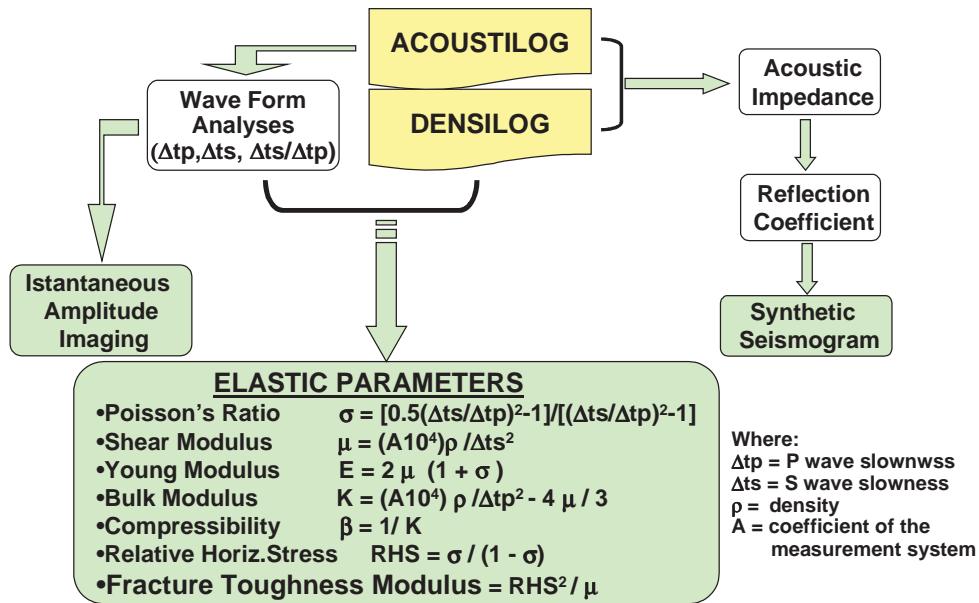 ACOUSTILOG
DENSILOG
Wave Form
Analyses
(Δtp,Δts, Δts/Δtp)
Acoustic
Impedance
Reflection
Coefficient
Istantaneous
Amplitude
Imaging
Synthetic
Seismogram
ELASTIC PARAMETERS
•Poisson's Ratio σ = [0.5(Δts/Δtp)²-1]/[(Δts/Δtp)²-1]
•Shear Modulus μ = (A10⁴)ρ /Δts²
•Young Modulus E = 2 μ (1 + σ )
•Bulk Modulus K = (A10⁴) ρ /Δtp² - 4 μ / 3
•Compressibility β = 1/ K
•Relative Horiz.Stress RHS = σ / (1 - σ)
•Fracture Toughness Modulus = RHS² / μ
Where:
Δtp = P wave slownwss
Δts = S wave slowness
ρ = density
A = coefficient of the
measurement system